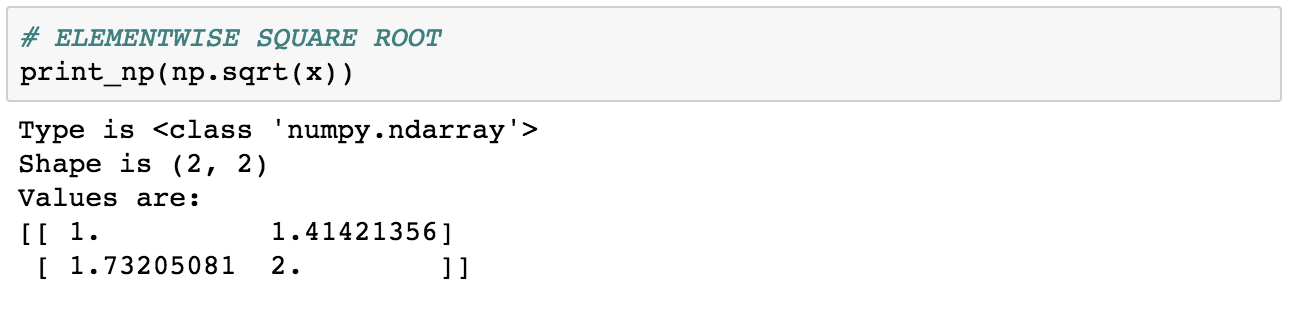 # ELEMENTWISE SQUARE ROOT
print_np(np.sqrt(x))
Type is <class 'numpy.ndarray'>
Shape is (2, 2)
Values are:
[[ 1.          1.41421356]
 [ 1.73205081  2.        ]]